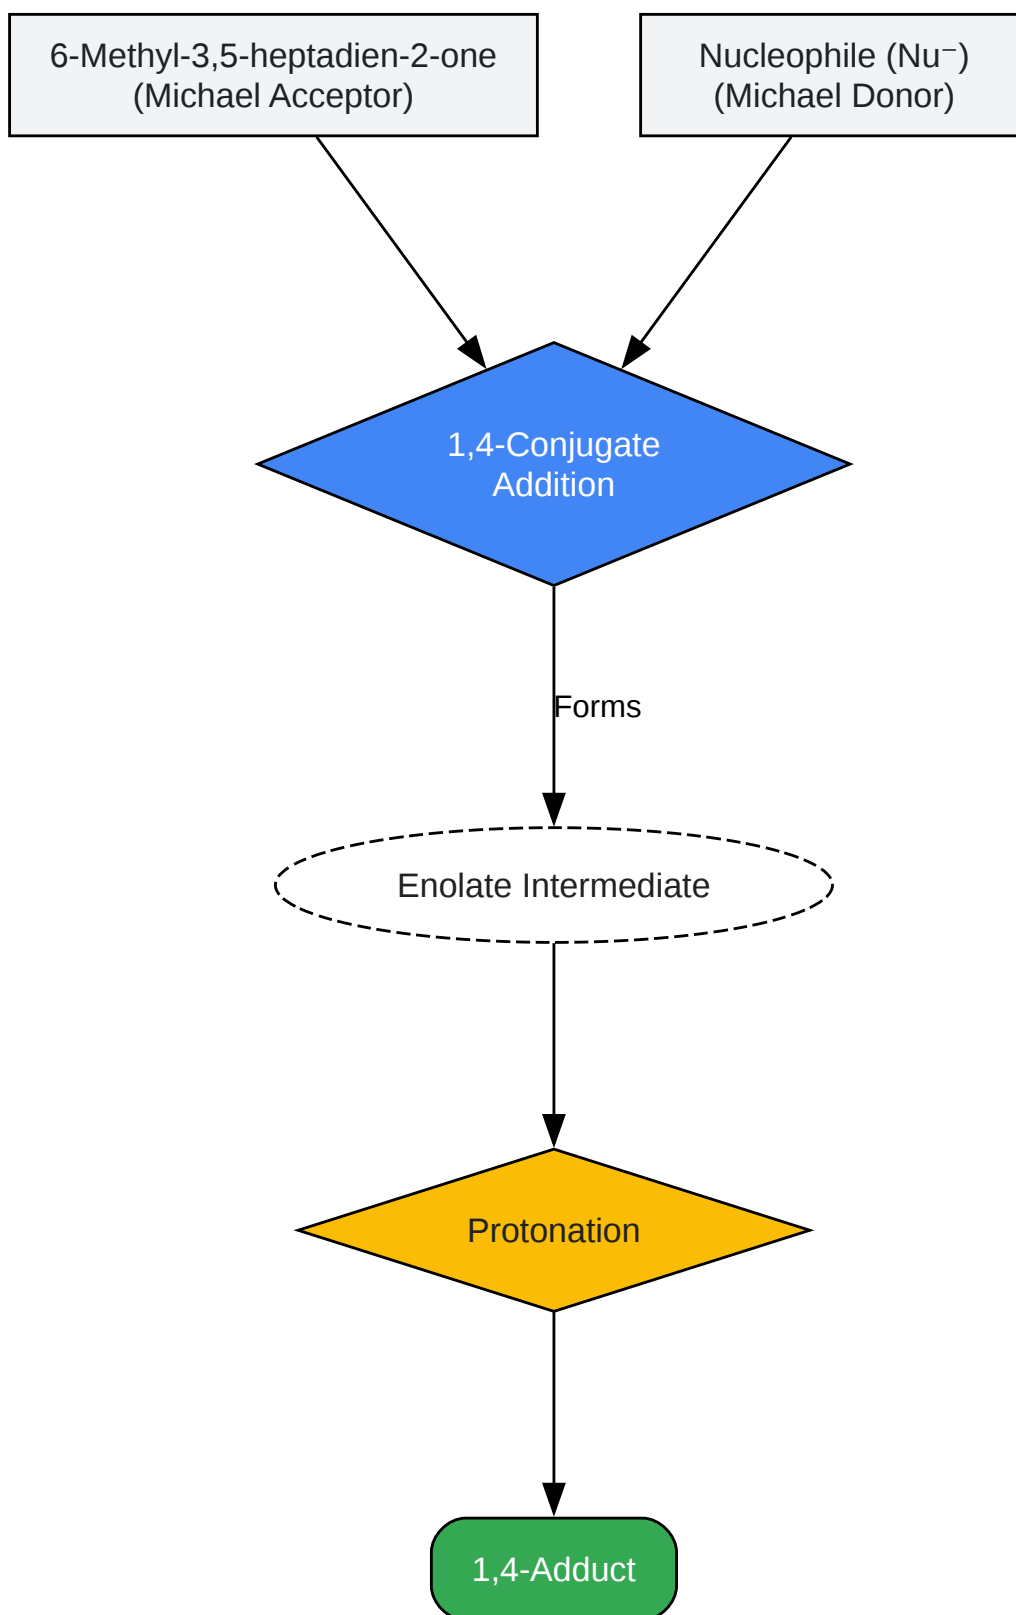 6-Methyl-3,5-heptadien-2-one
(Michael Acceptor)
Nucleophile (Nu⁻)
(Michael Donor)
1,4-Conjugate
Addition
Forms
Enolate Intermediate
Protonation
1,4-Adduct